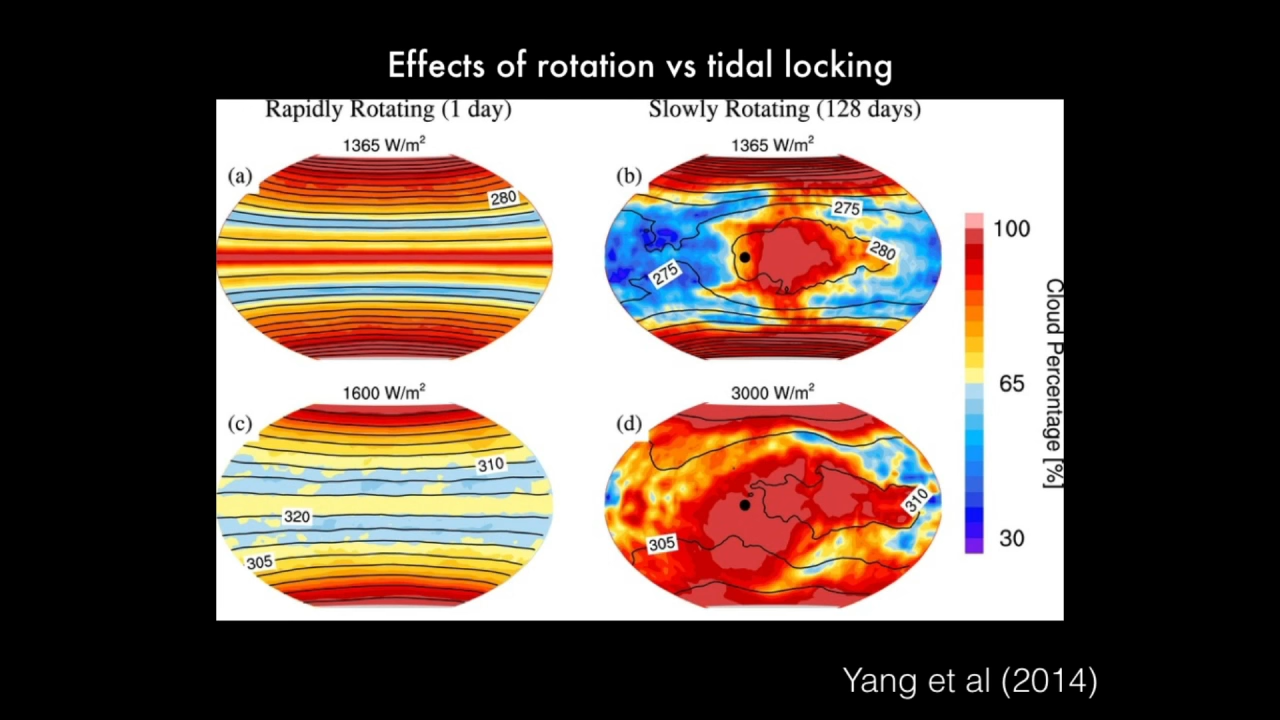 Effects of rotation vs tidal locking
Rapidly Rotating (1 day)
Slowly Rotating (128 days)
1365 W/m²
1365 W/m²
(a)
280
(b)
275
280
275
1600 W/m²
3000 W/m²
(c)
310
320
305
(d)
310
305
100
65
30
Cloud Percentage [%]
Yang et al (2014)